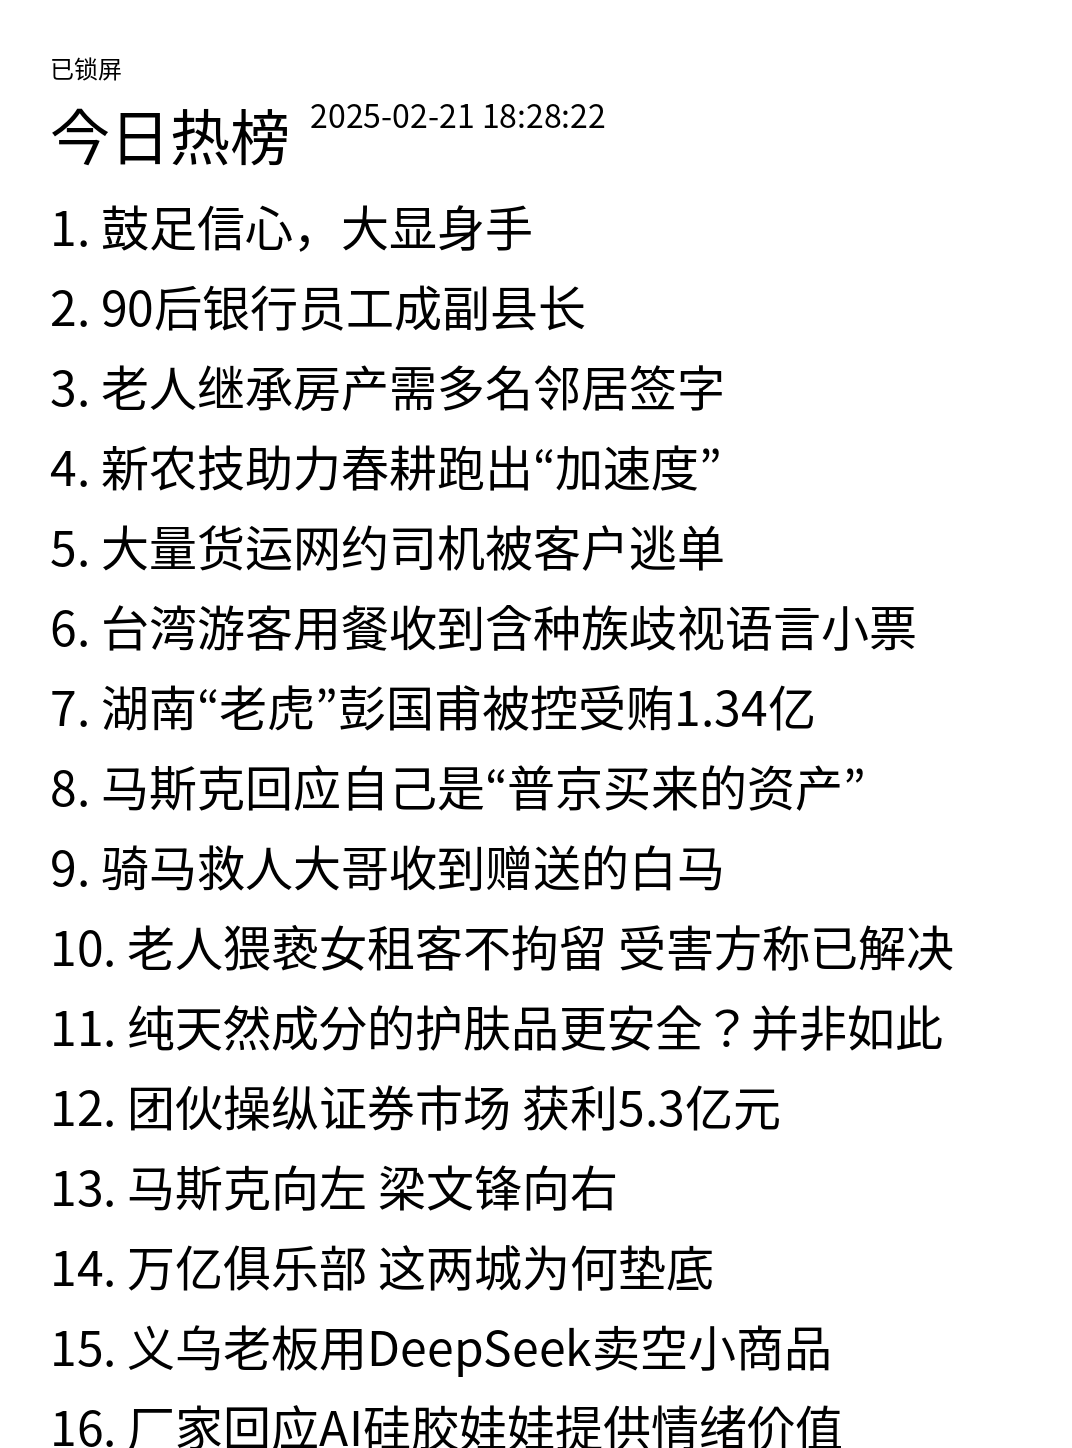 已锁屏
今日热榜 2025-02-21 18:28:22
1. 鼓足信心，大显身手
2. 90后银行员工成副县长
3. 老人继承房产需多名邻居签字
4. 新农技助力春耕跑出“加速度”
5. 大量货运网约司机被客户逃单
6. 台湾游客用餐收到含种族歧视语言小票
7. 湖南“老虎”彭国甫被控受贿1.34亿
8. 马斯克回应自己是“普京买来的资产”
9. 骑马救人大哥收到赠送的白马
10. 老人猥亵女租客不拘留 受害方称已解决
11. 纯天然成分的护肤品更安全？并非如此
12. 团伙操纵证券市场 获利5.3亿元
13. 马斯克向左 梁文锋向右
14. 万亿俱乐部 这两城为何垫底
15. 义乌老板用DeepSeek卖空小商品
16. 厂家回应AI硅胶娃娃提供情绪价值